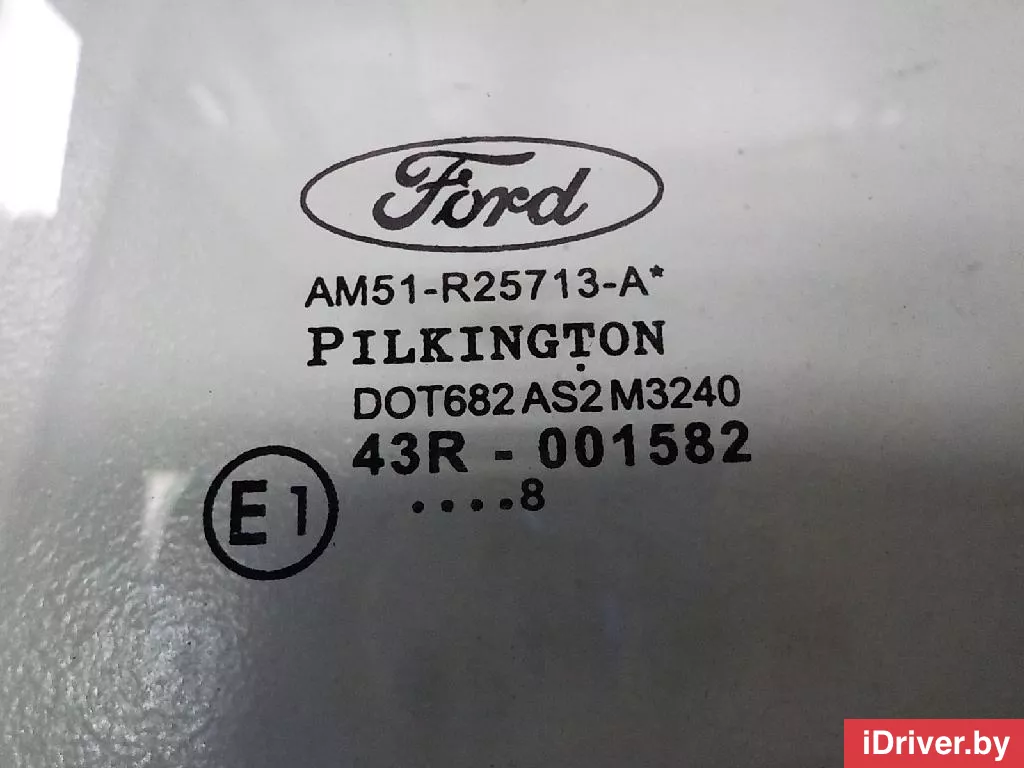 Ford
AM51-R25713-A*
PILKINGTON
DOT682 AS2 M3240
43R - 001582
E1
....8
iDriver.by